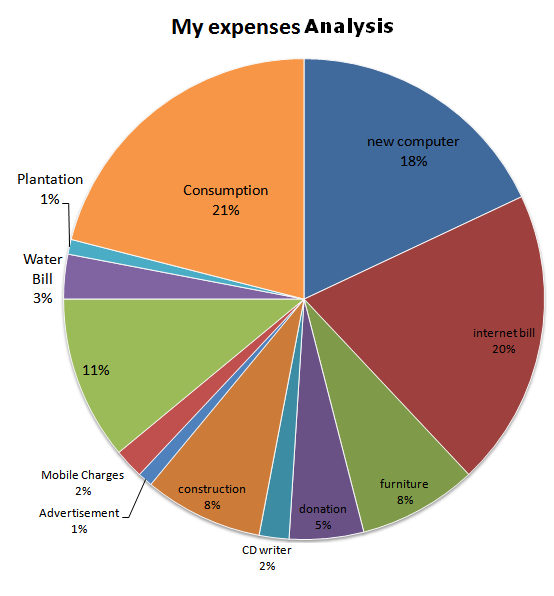 My expenses Analysis
new computer
18%
internet bill
20%
furniture
8%
donation
5%
CD writer
2%
construction
8%
Advertisement
1%
Mobile Charges
2%
11%
Water
Bill
3%
Plantation
1%
Consumption
21%